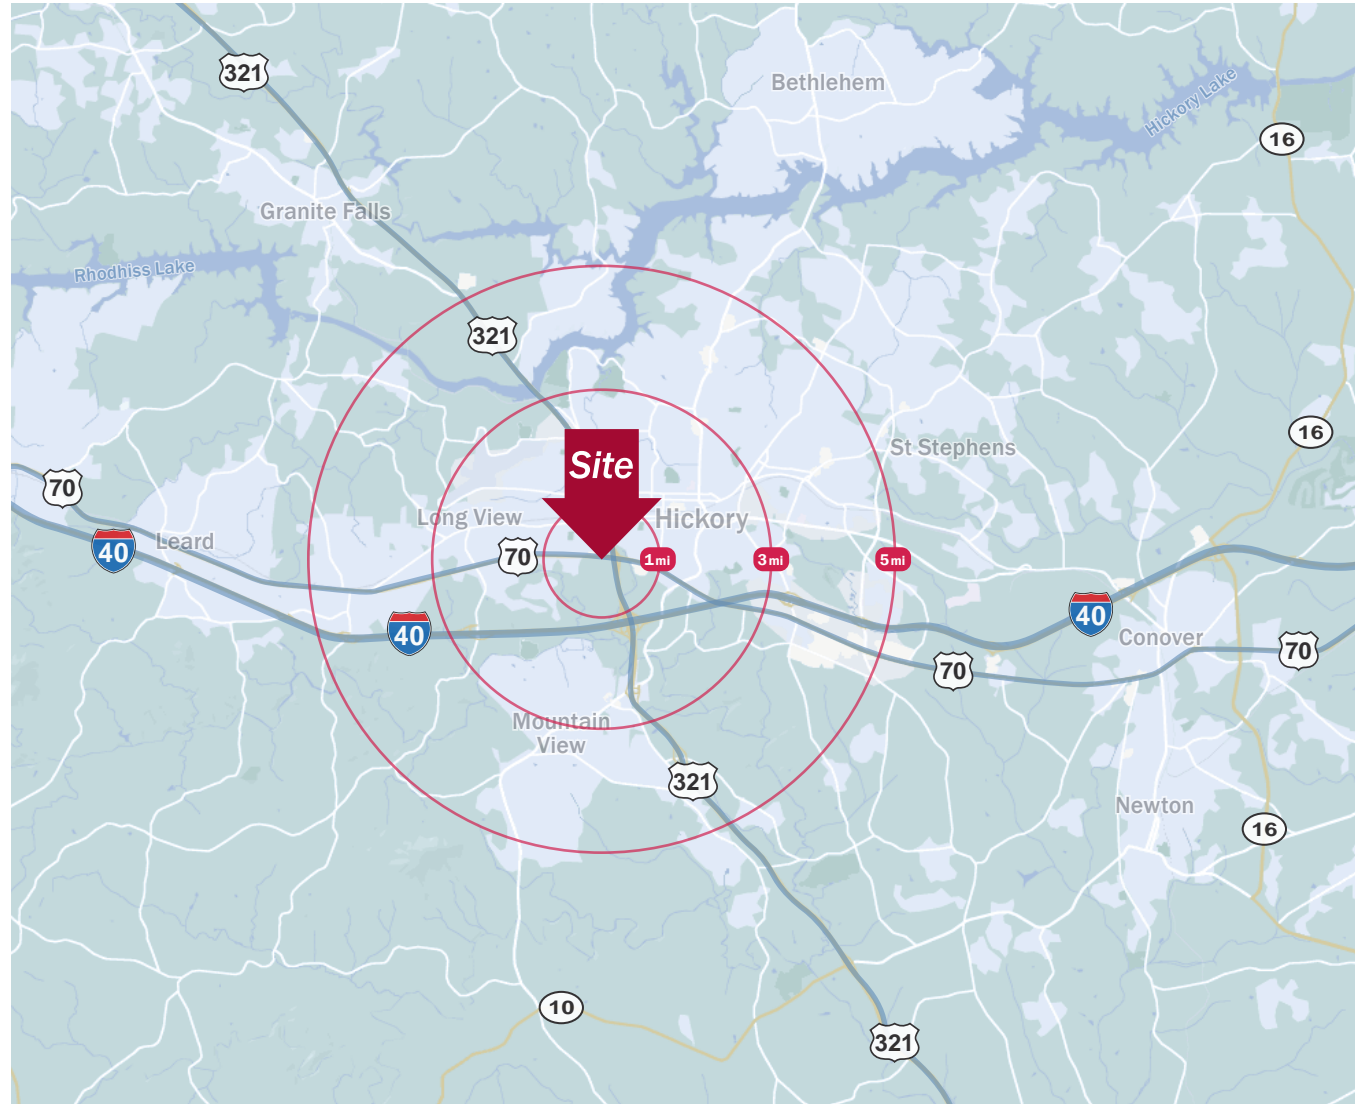 321
Bethlehem
Hickory Lake
16
Granite Falls
Rhodhiss Lake
321
16
St Stephens
Site
70
Long View
Hickory
Leard
40
70
1mi
3mi
5mi
40
40
Conover
70
70
Mountain
View
321
Newton
16
10
321